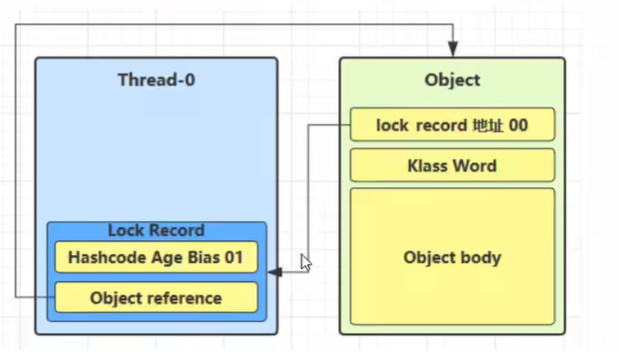 Thread-0
Lock Record
Hashcode Age Bias 01
Object reference
Object
lock record 地址 00
Klass Word
Object body